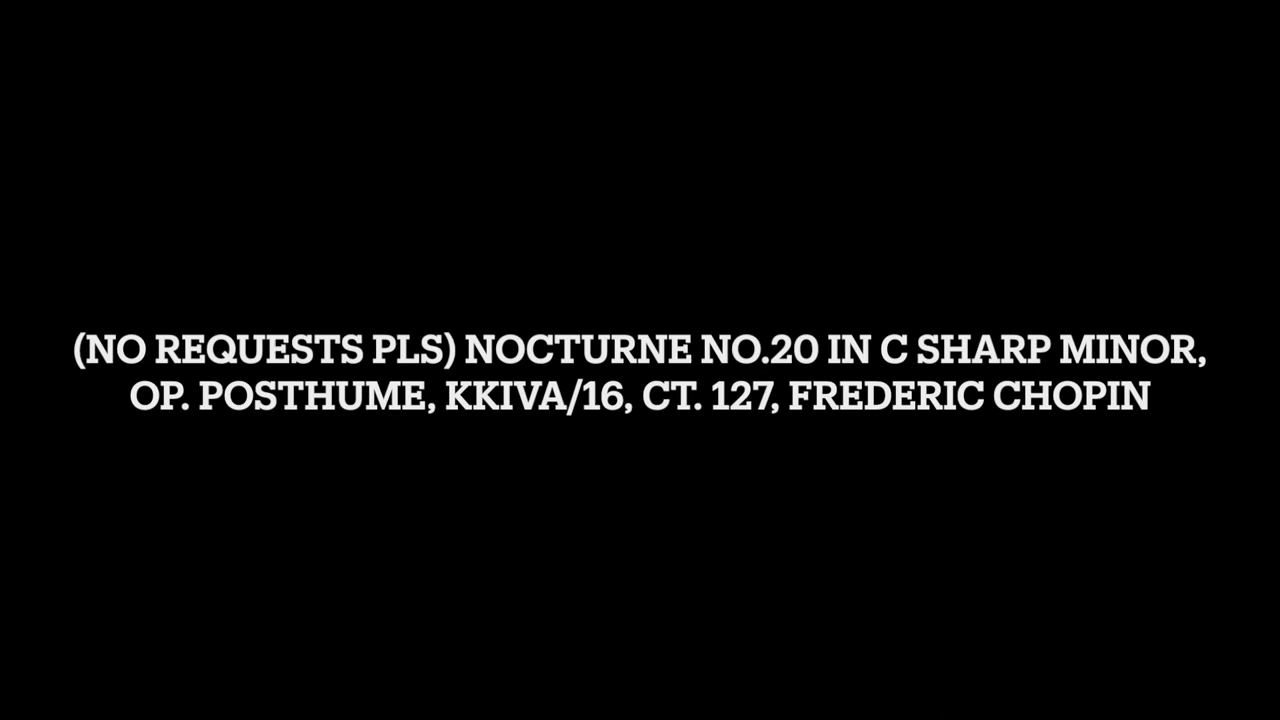 (NO REQUESTS PLS) NOCTURNE NO.20 IN C SHARP MINOR,
OP. POSTHUME, KKIVA/16, CT. 127, FREDERIC CHOPIN